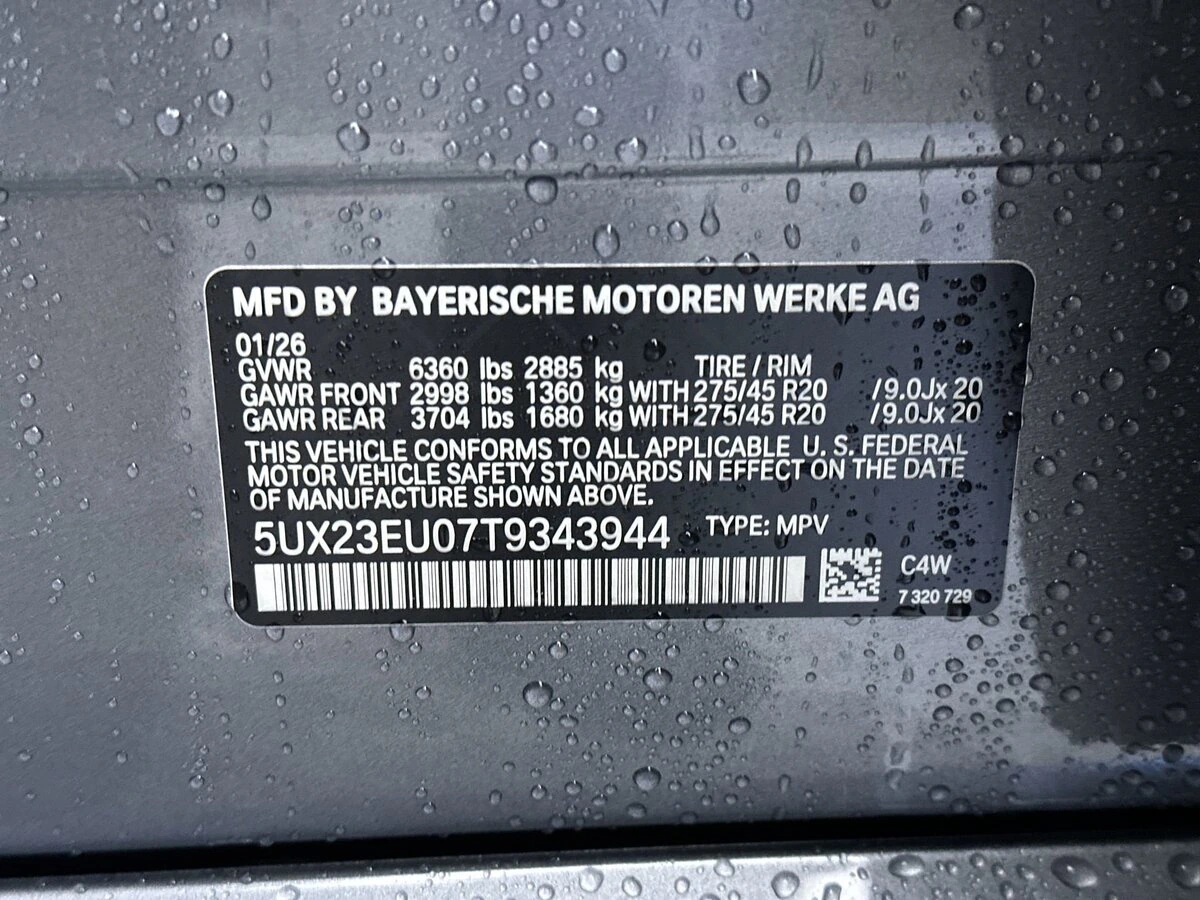 MFD BY BAYERISCHE MOTOREN WERKE AG
01/26
GVWR 6360 lbs 2885 kg TIRE / RIM
GAWR FRONT 2998 lbs 1360 kg WITH 275/45 R20 /9.0Jx 20
GAWR REAR 3704 lbs 1680 kg WITH 275/45 R20 /9.0Jx 20
THIS VEHICLE CONFORMS TO ALL APPLICABLE U. S. FEDERAL
MOTOR VEHICLE SAFETY STANDARDS IN EFFECT ON THE DATE
OF MANUFACTURE SHOWN ABOVE.
5UX23EU07T9343944 TYPE: MPV
C4W
7 320 729